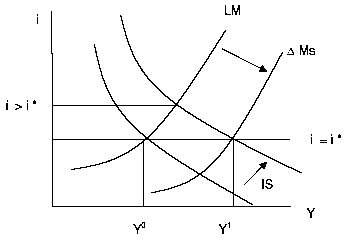 i
LM
Δ Ms
i > i*
i = i*
IS
Y
Y⁰
Y¹